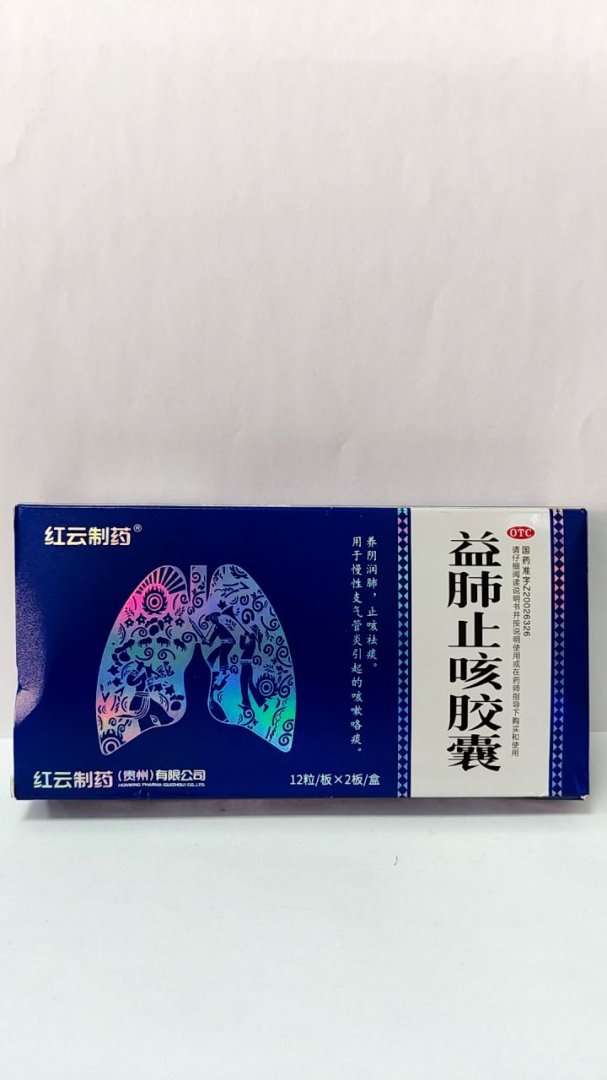 红云制药®
养阴润肺，止咳祛痰。
用于慢性支气管炎引起的咳嗽咯痰。
红云制药(贵州)有限公司
HONWING PHARMA (GUIZHOU) CO.,LTD.
12粒/板×2板/盒
OTC
国药准字Z20026326
请仔细阅读说明书并按说明使用或在药师指导下购买和使用
益肺止咳胶囊